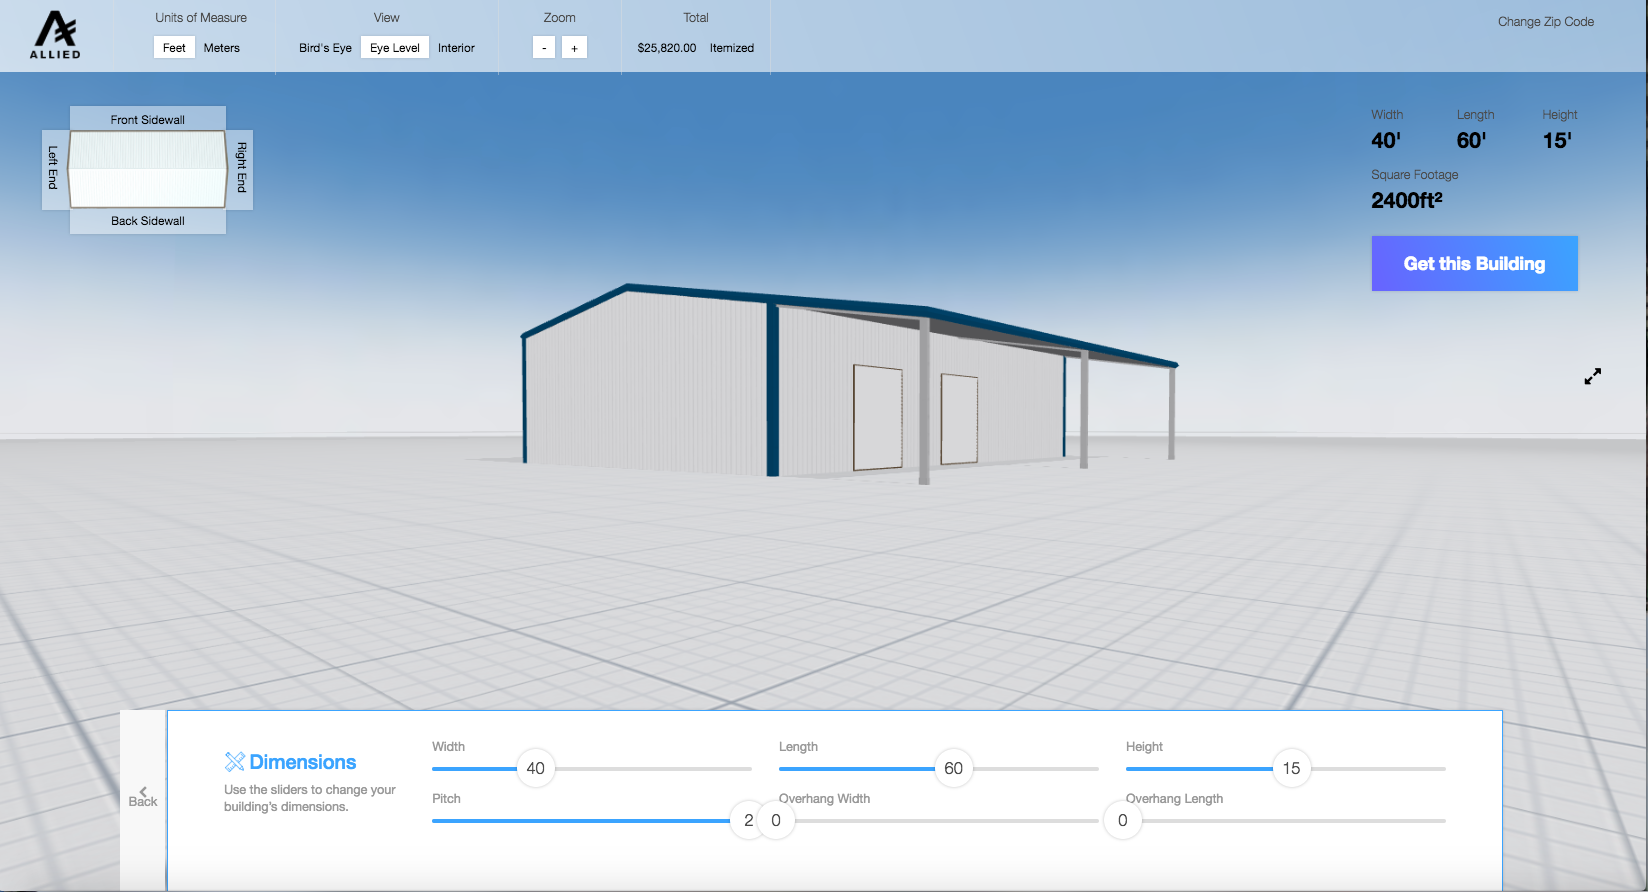 ALLIED
Units of Measure
Feet Meters
View
Bird's Eye Eye Level Interior
Zoom
- +
Total
$25,820.00 Itemized
Change Zip Code
Front Sidewall
Left End
Right End
Back Sidewall
Width Length Height
40' 60' 15'
Square Footage
2400ft²
Get this Building
Back
Dimensions
Use the sliders to change your
building's dimensions.
Width Length Height
40 60 15
Pitch Overhang Width Overhang Length
2 0 0